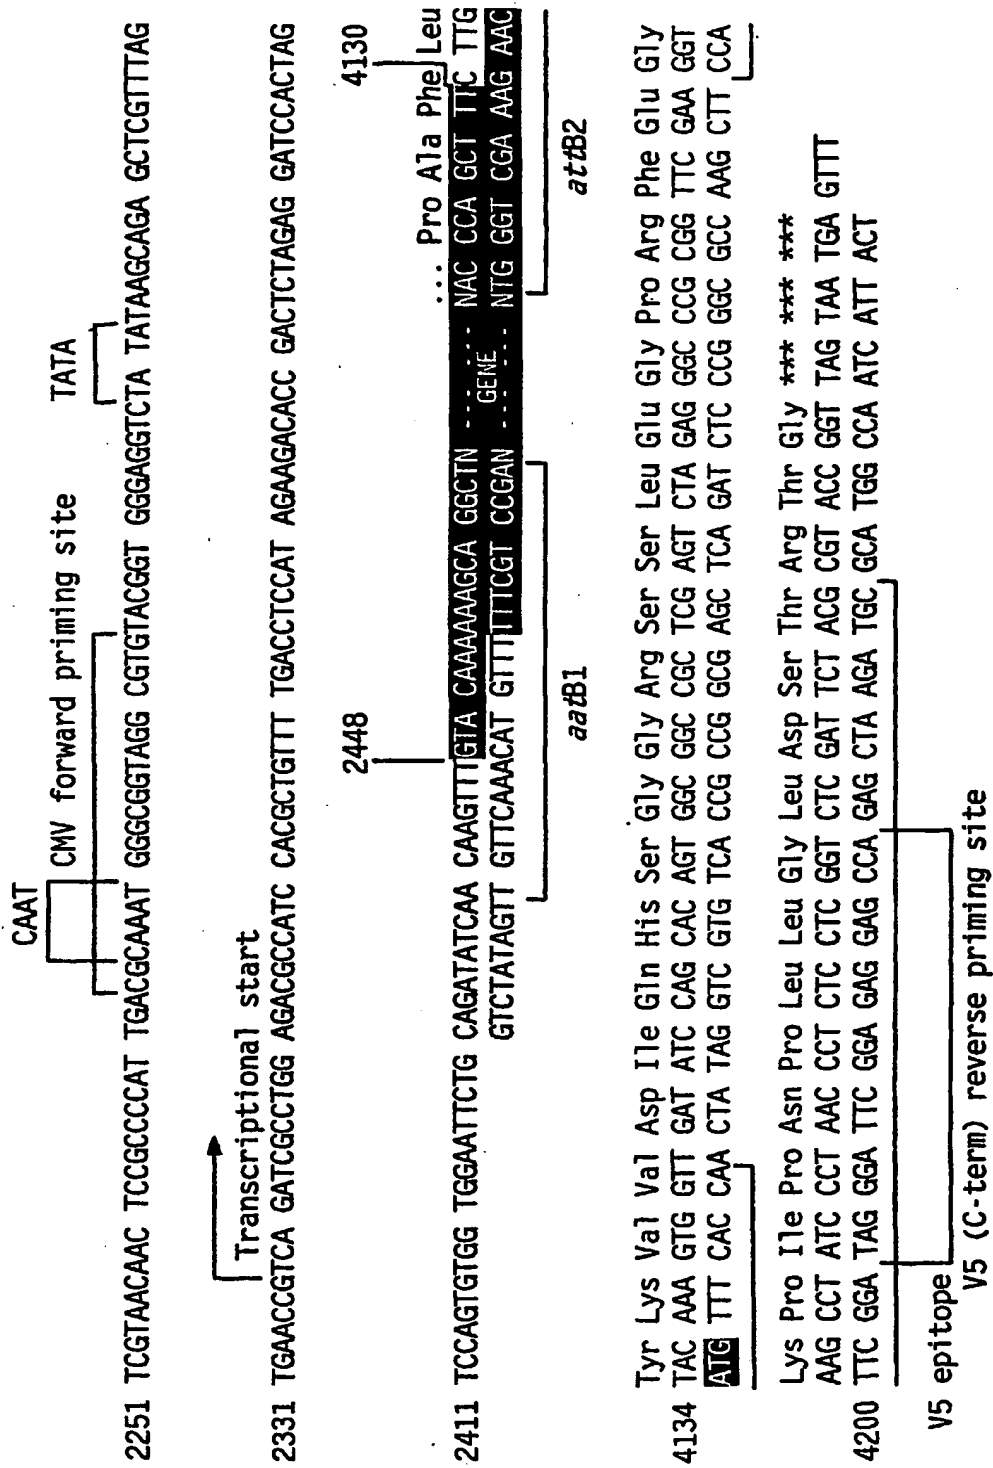 CAAT
CMV forward priming site TATA
2251 TCGTAACAAC TCCGCCCCAT TGACGCAAAT GGGCGGTAGG CGTGTACGGT GGGAGGTCTA TATAAGCAGA GCTCGTTTAG
Transcriptional start
2331 TGAACCGTCA GATCGCCTGG AGACGCCATC CACGCTGTTT TGACCTCCAT AGAAGACACC GACTCTAGAG GATCCACTAG
2448 4130
... Pro Ala Phe Leu
2411 TCCAGTGTGG TGGAATTCTG CAGATATCAA CAAGTTTGTA CAAAAAAGCA GGCTN --- --- NAC CCA GCT TTC TTG
GENE
GTCTATAGTT GTTCAAACAT GTTTTTTCGT CCGAN --- --- NTG GGT CGA AAG AAC
aatB1 attB2
Tyr Lys Val Val Asp Ile Gln His Ser Gly Gly Arg Ser Ser Leu Glu Gly Pro Arg Phe Glu Gly
4134 TAC AAA GTG GTT GAT ATC CAG CAC AGT GGC GGC CGC TCG AGT CTA GAG GGC CCG CGG TTC GAA GGT
ATG TTT CAC CAA CTA TAG GTC GTG TCA CCG CCG GCG AGC TCA GAT CTC CCG GGC GCC AAG CTT CCA
Lys Pro Ile Pro Asn Pro Leu Leu Gly Leu Asp Ser Thr Arg Thr Gly *** *** ***
AAG CCT ATC CCT AAC CCT CTC CTC GGT CTC GAT TCT ACG CGT ACC GGT TAG TAA TGA GTTT
4200 TTC GGA TAG GGA TTC GGA GAG GAG CCA GAG CTA AGA TGC GCA TGG CCA ATC ATT ACT
V5 epitope
V5 (C-term) reverse priming site